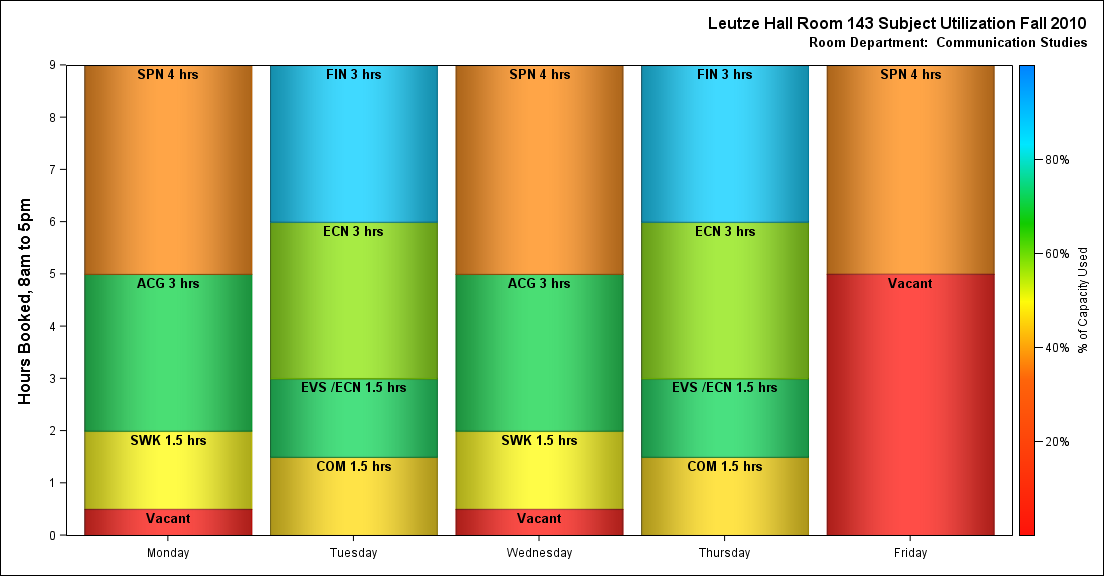 Leutze Hall Room 143 Subject Utilization Fall 2010
Room Department:  Communication Studies
Hours Booked, 8am to 5pm
9
8
7
6
5
4
3
2
1
0
SPN 4 hrs
ACG 3 hrs
SWK 1.5 hrs
Vacant
Monday
FIN 3 hrs
ECN 3 hrs
EVS /ECN 1.5 hrs
COM 1.5 hrs
Tuesday
SPN 4 hrs
ACG 3 hrs
SWK 1.5 hrs
Vacant
Wednesday
FIN 3 hrs
ECN 3 hrs
EVS /ECN 1.5 hrs
COM 1.5 hrs
Thursday
SPN 4 hrs
Vacant
Friday
80%
60%
40%
20%
% of Capacity Used